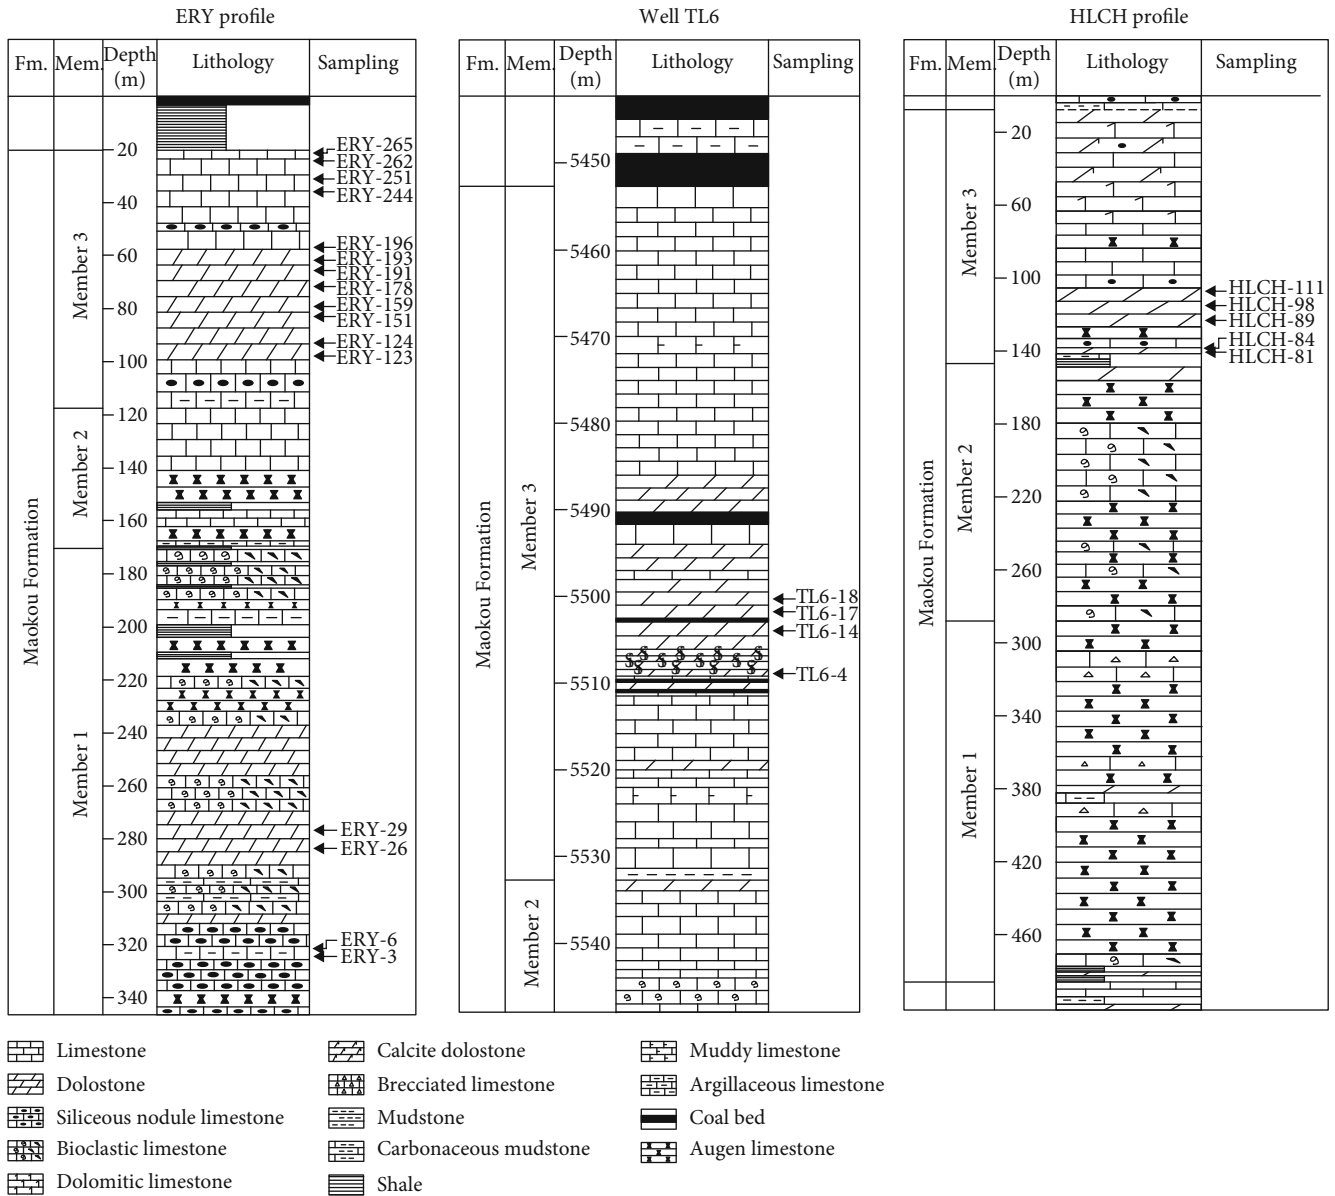 ERY profile
Fm. Mem. Depth (m) Lithology Sampling
20
40
60
80
100
120
140
160
180
200
220
240
260
280
300
320
340
Maokou Formation
Member 3
Member 2
Member 1
ERY-265
ERY-262
ERY-251
ERY-244
ERY-196
ERY-193
ERY-191
ERY-178
ERY-159
ERY-151
ERY-124
ERY-123
ERY-29
ERY-26
ERY-6
ERY-3
Well TL6
Fm. Mem. Depth (m) Lithology Sampling
5450
5460
5470
5480
5490
5500
5510
5520
5530
5540
Maokou Formation
Member 3
Member 2
TL6-18
TL6-17
TL6-14
TL6-4
HLCH profile
Fm. Mem. Depth (m) Lithology Sampling
20
60
100
140
180
220
260
300
340
380
420
460
Maokou Formation
Member 3
Member 2
Member 1
HLCH-111
HLCH-98
HLCH-89
HLCH-84
HLCH-81
Limestone
Dolostone
Siliceous nodule limestone
Bioclastic limestone
Dolomitic limestone
Calcite dolostone
Brecciated limestone
Mudstone
Carbonaceous mudstone
Shale
Muddy limestone
Argillaceous limestone
Coal bed
Augen limestone